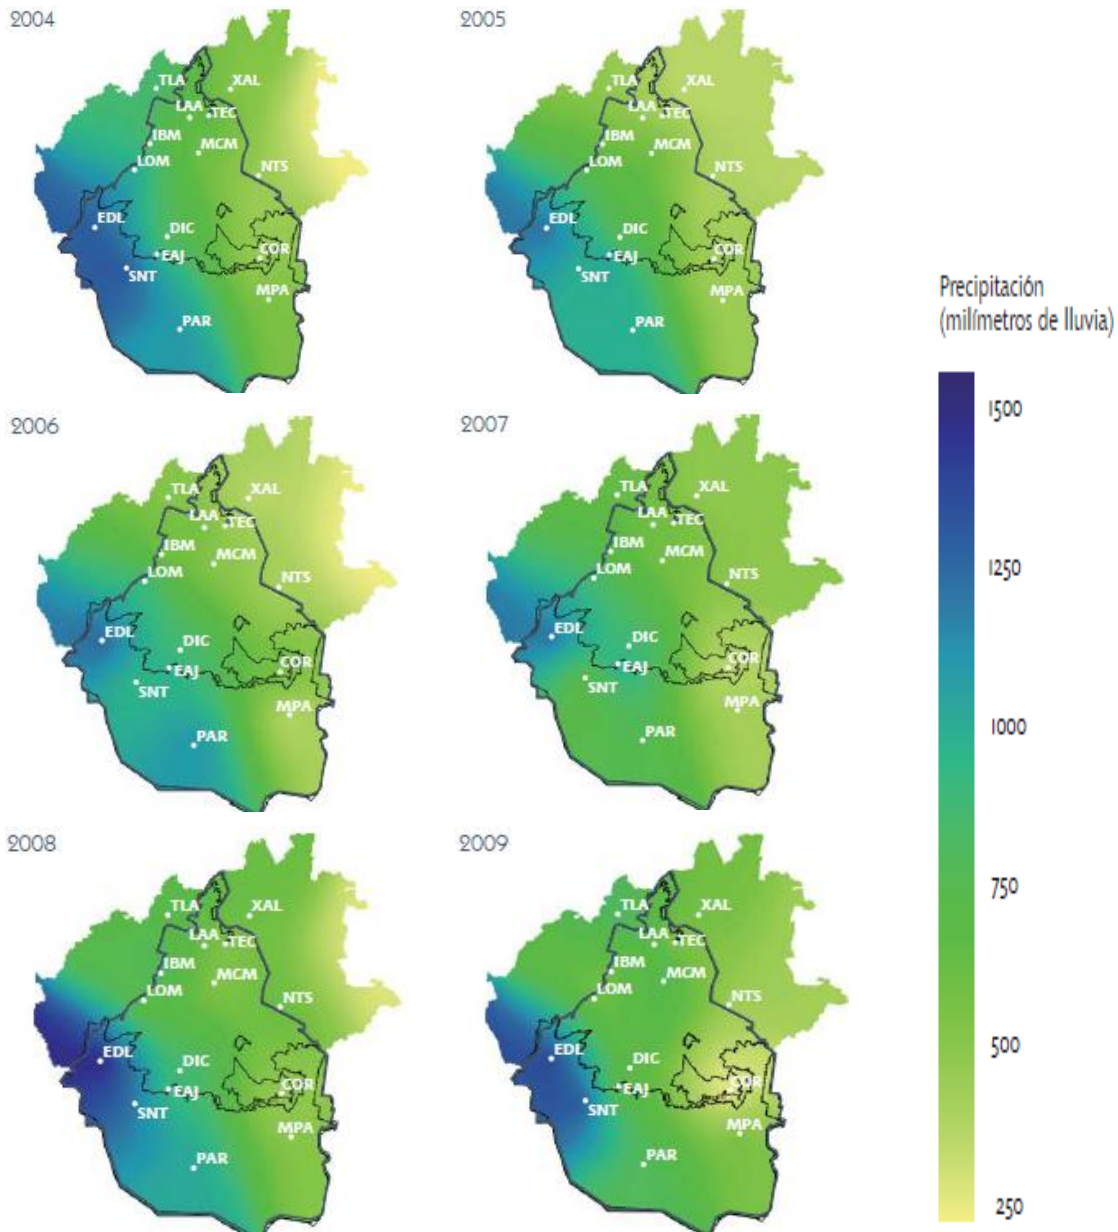 2004
TLA
XAL
LAA
TEC
IBM
MCM
LOM
NTS
EDL
DIC
EAJ
COR
SNT
MPA
PAR
2005
TLA
XAL
LAA
TEC
IBM
MCM
LOM
NTS
EDL
DIC
EAJ
COR
SNT
MPA
PAR
Precipitación
(milímetros de lluvia)
1500
1250
1000
750
500
250
2006
TLA
XAL
LAA
TEC
IBM
MCM
LOM
NTS
EDL
DIC
EAJ
COR
SNT
MPA
PAR
2007
TLA
XAL
LAA
TEC
IBM
MCM
LOM
NTS
EDL
DIC
EAJ
COR
SNT
MPA
PAR
2008
TLA
XAL
LAA
TEC
IBM
MCM
LOM
NTS
EDL
DIC
EAJ
COR
SNT
MPA
PAR
2009
TLA
XAL
LAA
TEC
IBM
MCM
LOM
NTS
EDL
DIC
EAJ
COR
SNT
MPA
PAR